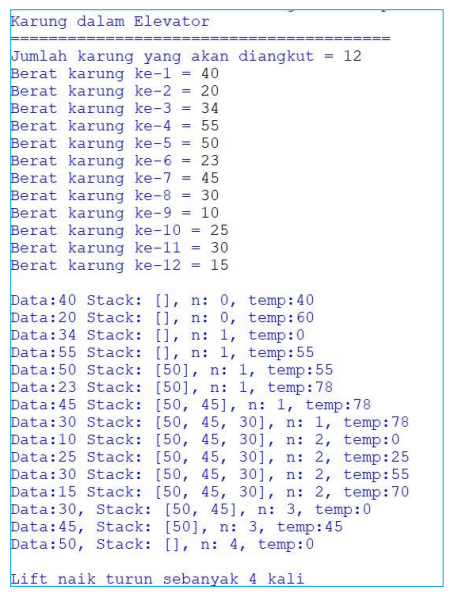 Karung dalam Elevator
========================================
Jumlah karung yang akan diangkut = 12
Berat karung ke-1 = 40
Berat karung ke-2 = 20
Berat karung ke-3 = 34
Berat karung ke-4 = 55
Berat karung ke-5 = 50
Berat karung ke-6 = 23
Berat karung ke-7 = 45
Berat karung ke-8 = 30
Berat karung ke-9 = 10
Berat karung ke-10 = 25
Berat karung ke-11 = 30
Berat karung ke-12 = 15
Data:40 Stack: [], n: 0, temp:40
Data:20 Stack: [], n: 0, temp:60
Data:34 Stack: [], n: 1, temp:0
Data:55 Stack: [], n: 1, temp:55
Data:50 Stack: [50], n: 1, temp:55
Data:23 Stack: [50], n: 1, temp:78
Data:45 Stack: [50, 45], n: 1, temp:78
Data:30 Stack: [50, 45, 30], n: 1, temp:78
Data:10 Stack: [50, 45, 30], n: 2, temp:0
Data:25 Stack: [50, 45, 30], n: 2, temp:25
Data:30 Stack: [50, 45, 30], n: 2, temp:55
Data:15 Stack: [50, 45, 30], n: 2, temp:70
Data:30, Stack: [50, 45], n: 3, temp:0
Data:45, Stack: [50], n: 3, temp:45
Data:50, Stack: [], n: 4, temp:0
Lift naik turun sebanyak 4 kali